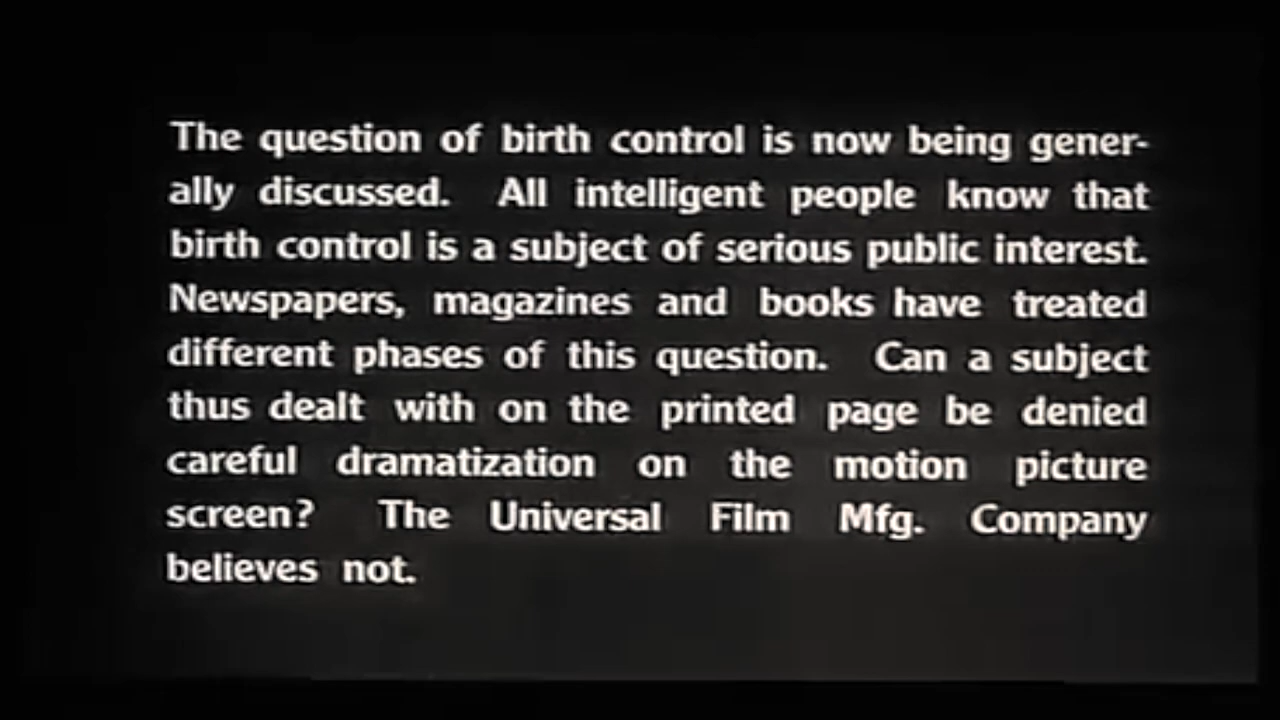 The question of birth control is now being gener-
ally discussed. All intelligent people know that
birth control is a subject of serious public interest.
Newspapers, magazines and books have treated
different phases of this question. Can a subject
thus dealt with on the printed page be denied
careful dramatization on the motion picture
screen? The Universal Film Mfg. Company
believes not.